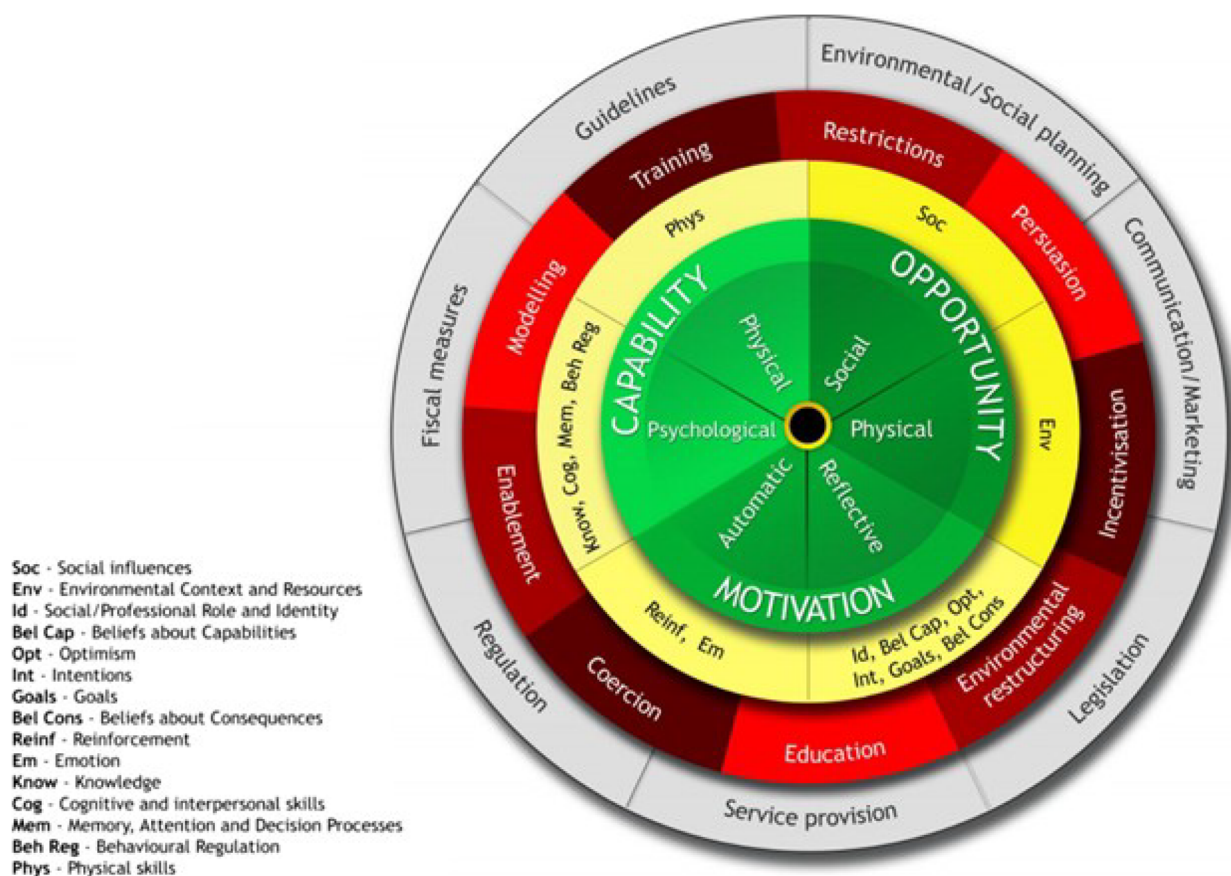 Guidelines
Environmental/Social planning
Communication/Marketing
Legislation
Service provision
Regulation
Fiscal measures
Training
Restrictions
Persuasion
Incentivisation
Environmental
restructuring
Education
Coercion
Enablement
Modelling
Phys
Soc
Env
Id, Bel Cap, Opt,
Int, Goals, Bel Cons
Reinf, Em
Know, Cog, Mem, Beh Reg
CAPABILITY
OPPORTUNITY
MOTIVATION
Physical
Social
Psychological
Physical
Automatic
Reflective
Soc - Social influences
Env - Environmental Context and Resources
Id - Social/Professional Role and Identity
Bel Cap - Beliefs about Capabilities
Opt - Optimism
Int - Intentions
Goals - Goals
Bel Cons - Beliefs about Consequences
Reinf - Reinforcement
Em - Emotion
Know - Knowledge
Cog - Cognitive and interpersonal skills
Mem - Memory, Attention and Decision Processes
Beh Reg - Behavioural Regulation
Phys - Physical skills